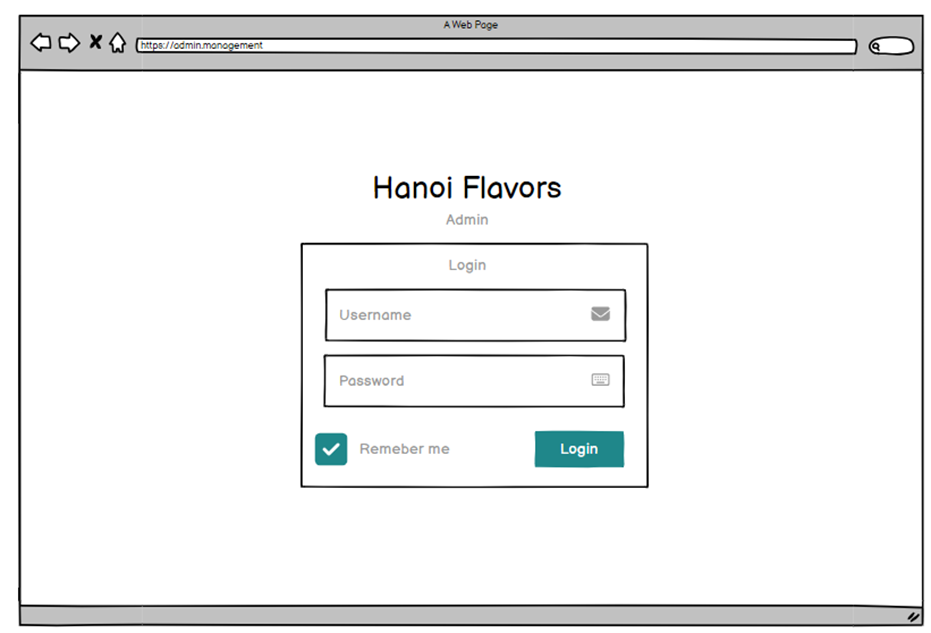 A Web Page
https://admin.management
Hanoi Flavors
Admin
Login
Username
Password
Remeber me
Login